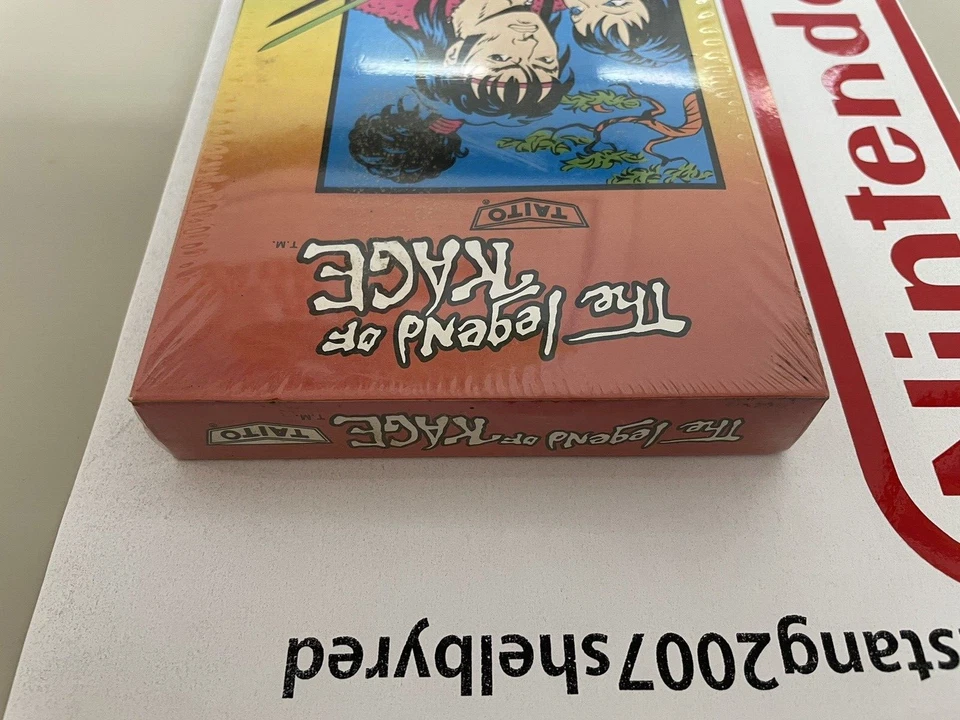 stang2007shelbyred
Nintendo
The Legend OF KAGE T.M. TAITO
The Legend OF
KAGE T.M.
TAITO®